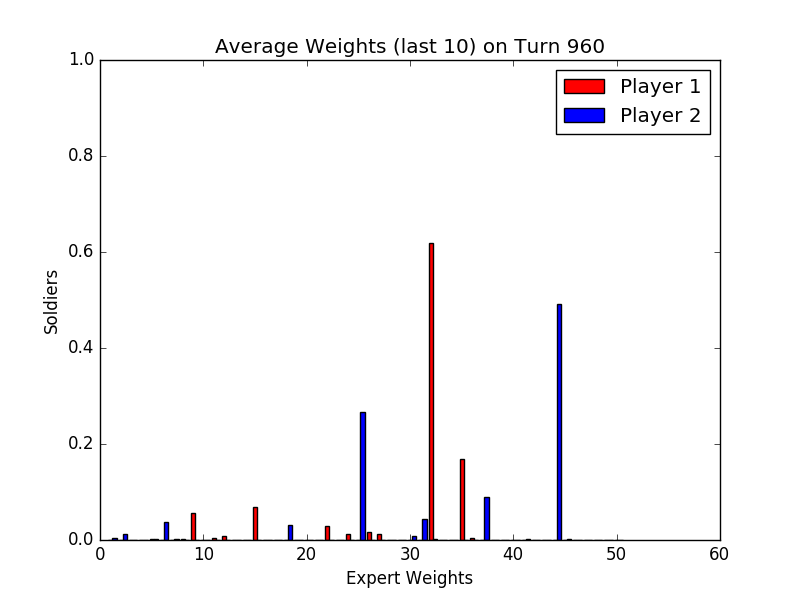 Average Weights (last 10) on Turn 960
1.0
Player 1
Player 2
0.8
0.6
Soldiers
0.4
0.2
0.0
0 10 20 30 40 50 60
Expert Weights